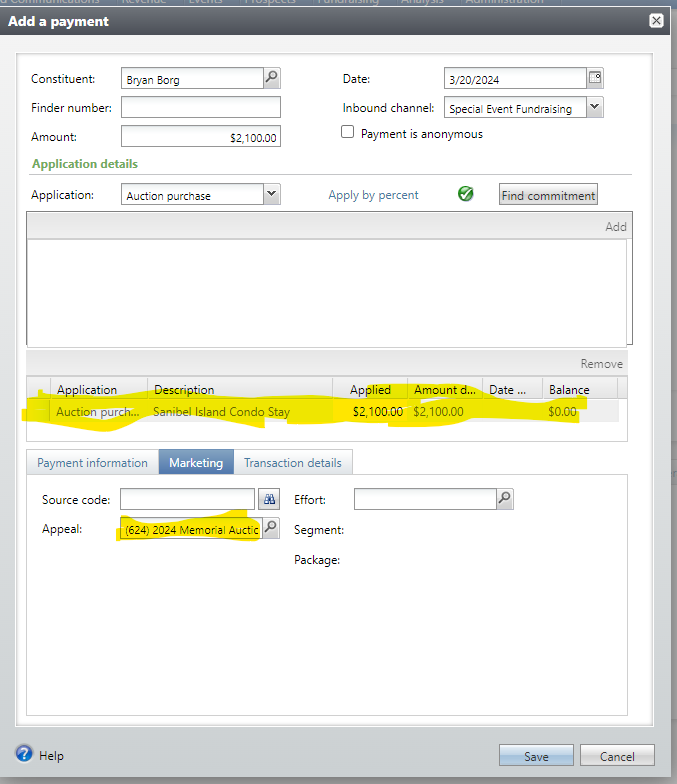 Add a payment
Constituent: Bryan Borg Date: 3/20/2024
Finder number: Inbound channel: Special Event Fundraising
Amount: $2,100.00 Payment is anonymous
Application details
Application: Auction purchase Apply by percent Find commitment
Add
Remove
Application Description Applied Amount d... Date ... Balance
Auction purch... Sanibel Island Condo Stay $2,100.00 $2,100.00 $0.00
Payment information Marketing Transaction details
Source code: Effort:
Appeal: (624) 2024 Memorial Auctic Segment:
Package:
Help Save Cancel